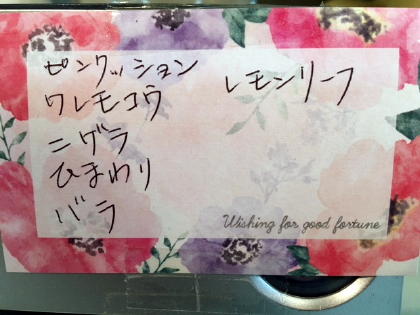 ピンクッション
ワレモコウ
ニゲラ
ひまわり
バラ
レモンリーフ
Wishing for good fortune